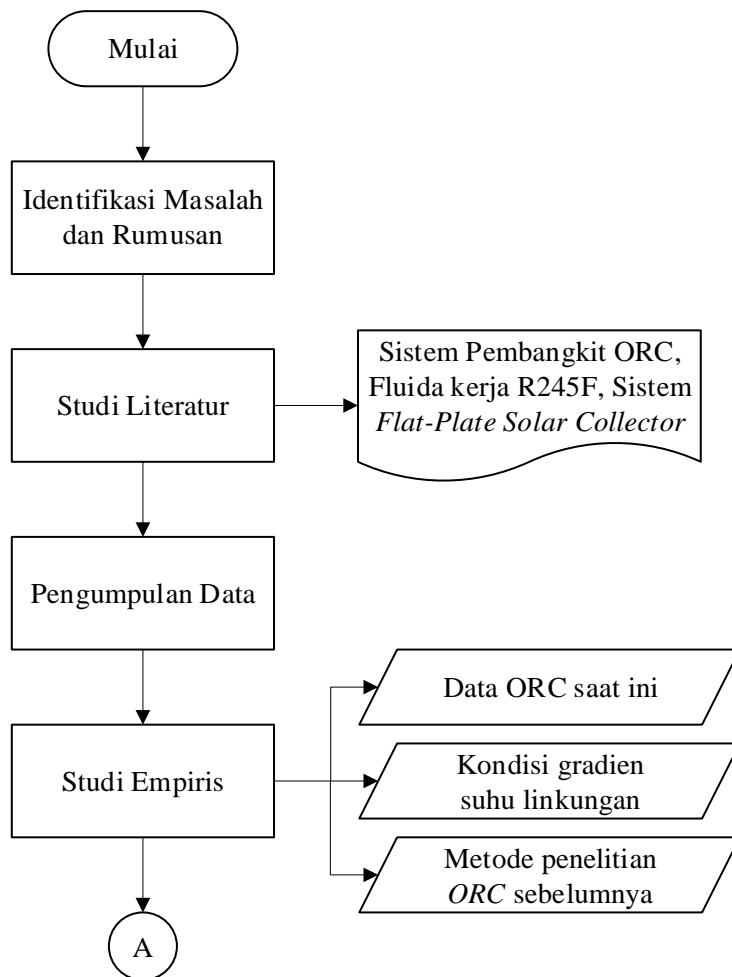 Mulai
Identifikasi Masalah
dan Rumusan
Studi Literatur
Sistem Pembangkit ORC,
Fluida kerja R245F, Sistem
Flat-Plate Solar Collector
Pengumpulan Data
Studi Empiris
Data ORC saat ini
Kondisi gradien
suhu linkungan
Metode penelitian
ORC sebelumnya
A